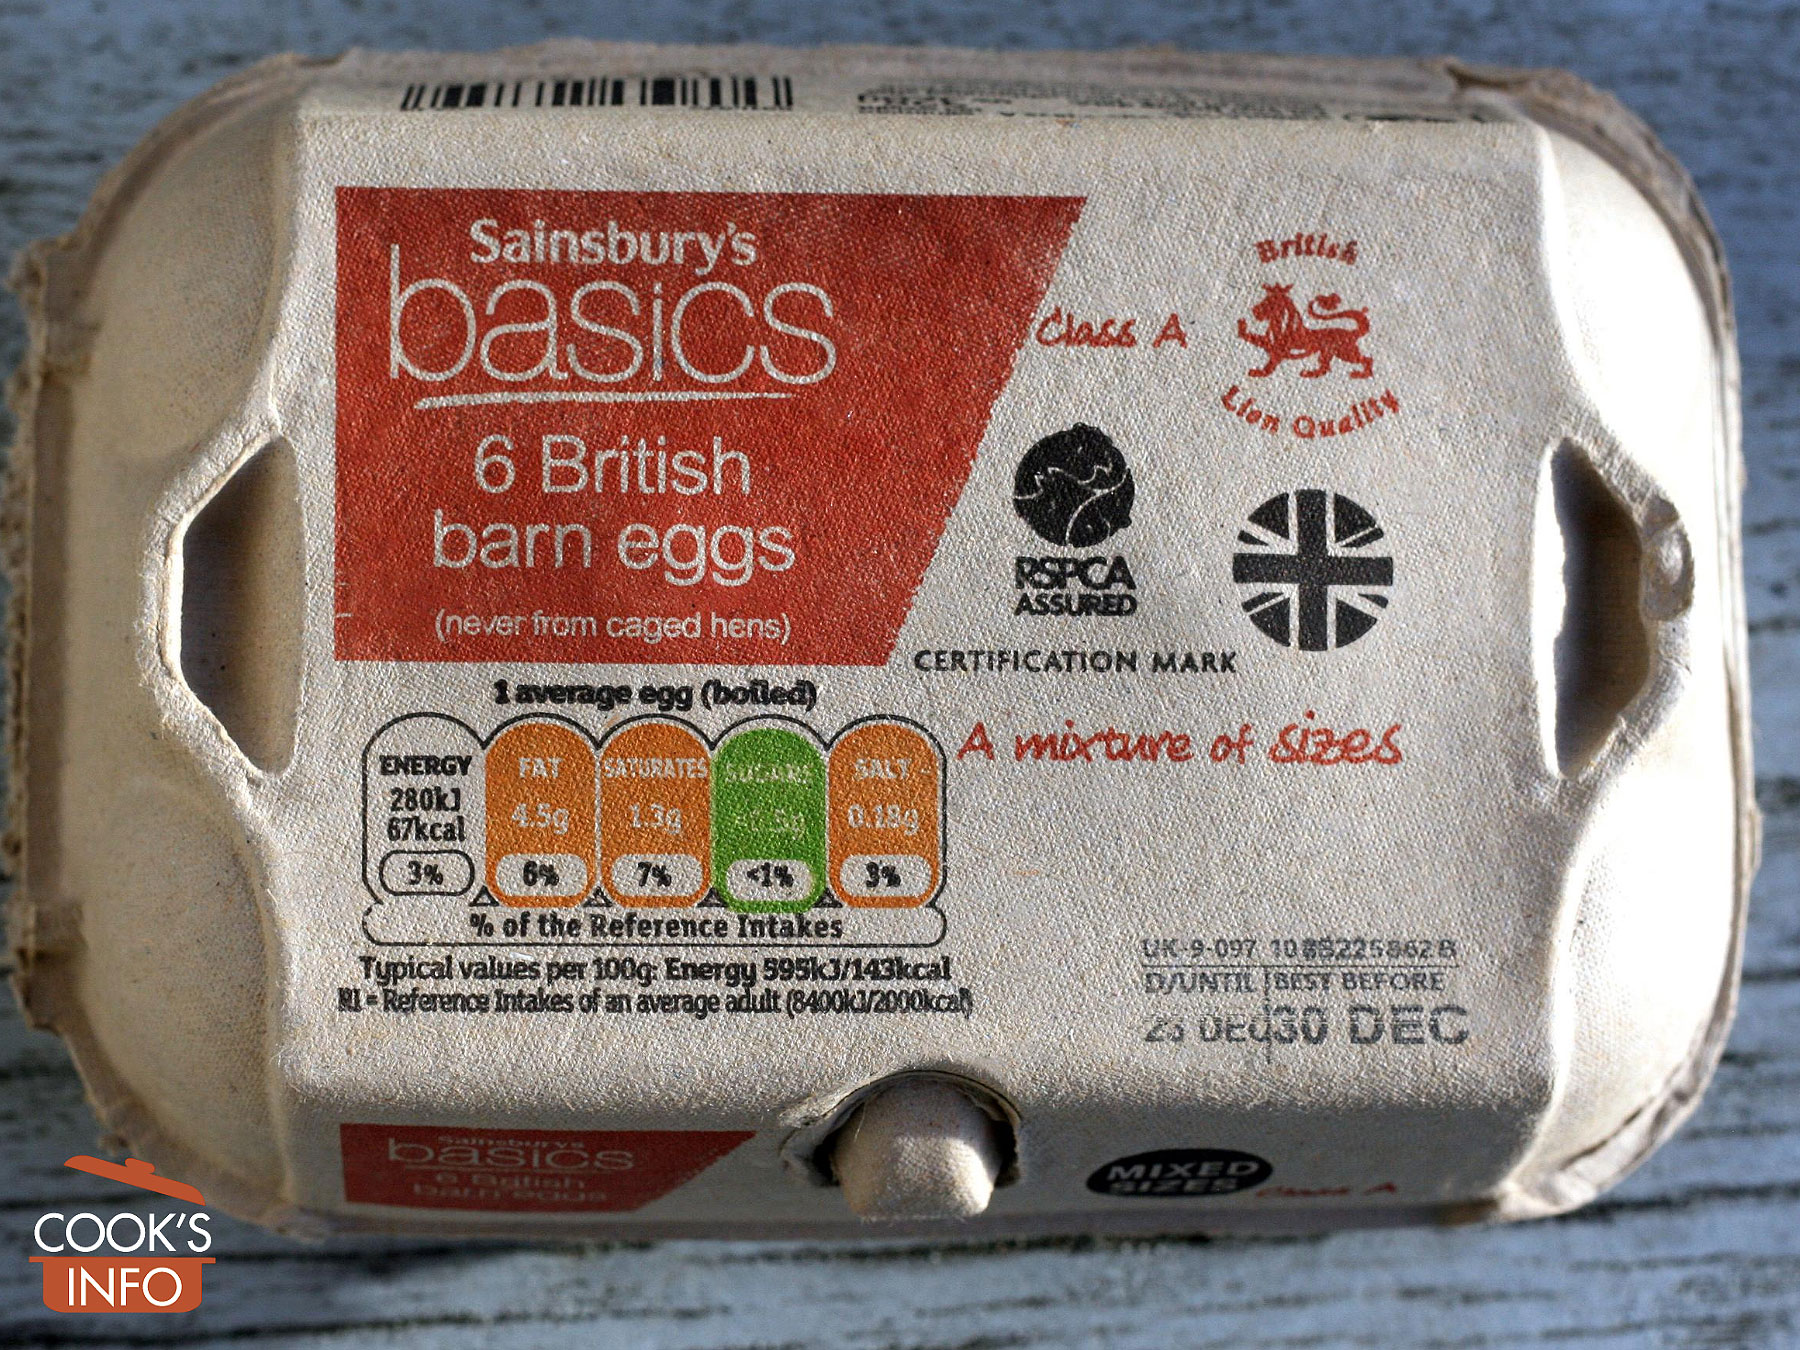 Sainsbury's
basics
6 British
barn eggs
(never from caged hens)
Class A
British
Lion Quality
RSPCA
ASSURED
CERTIFICATION MARK
A mixture of sizes
1 average egg (boiled)
ENERGY
280kJ
67kcal
3%
FAT
4.5g
6%
SATURATES
1.3g
7%
SUGARS
<1%
SALT
0.18g
3%
% of the Reference Intakes
Typical values per 100g: Energy 595kJ/143kcal
RI = Reference Intakes of an average adult (8400kJ/2000kcal)
UK-9-097
D/UNTIL BEST BEFORE
DEC 30 DEC
Sainsbury's
basics
6 British
barn eggs
MIXED
SIZES
Class A
COOK'S
INFO